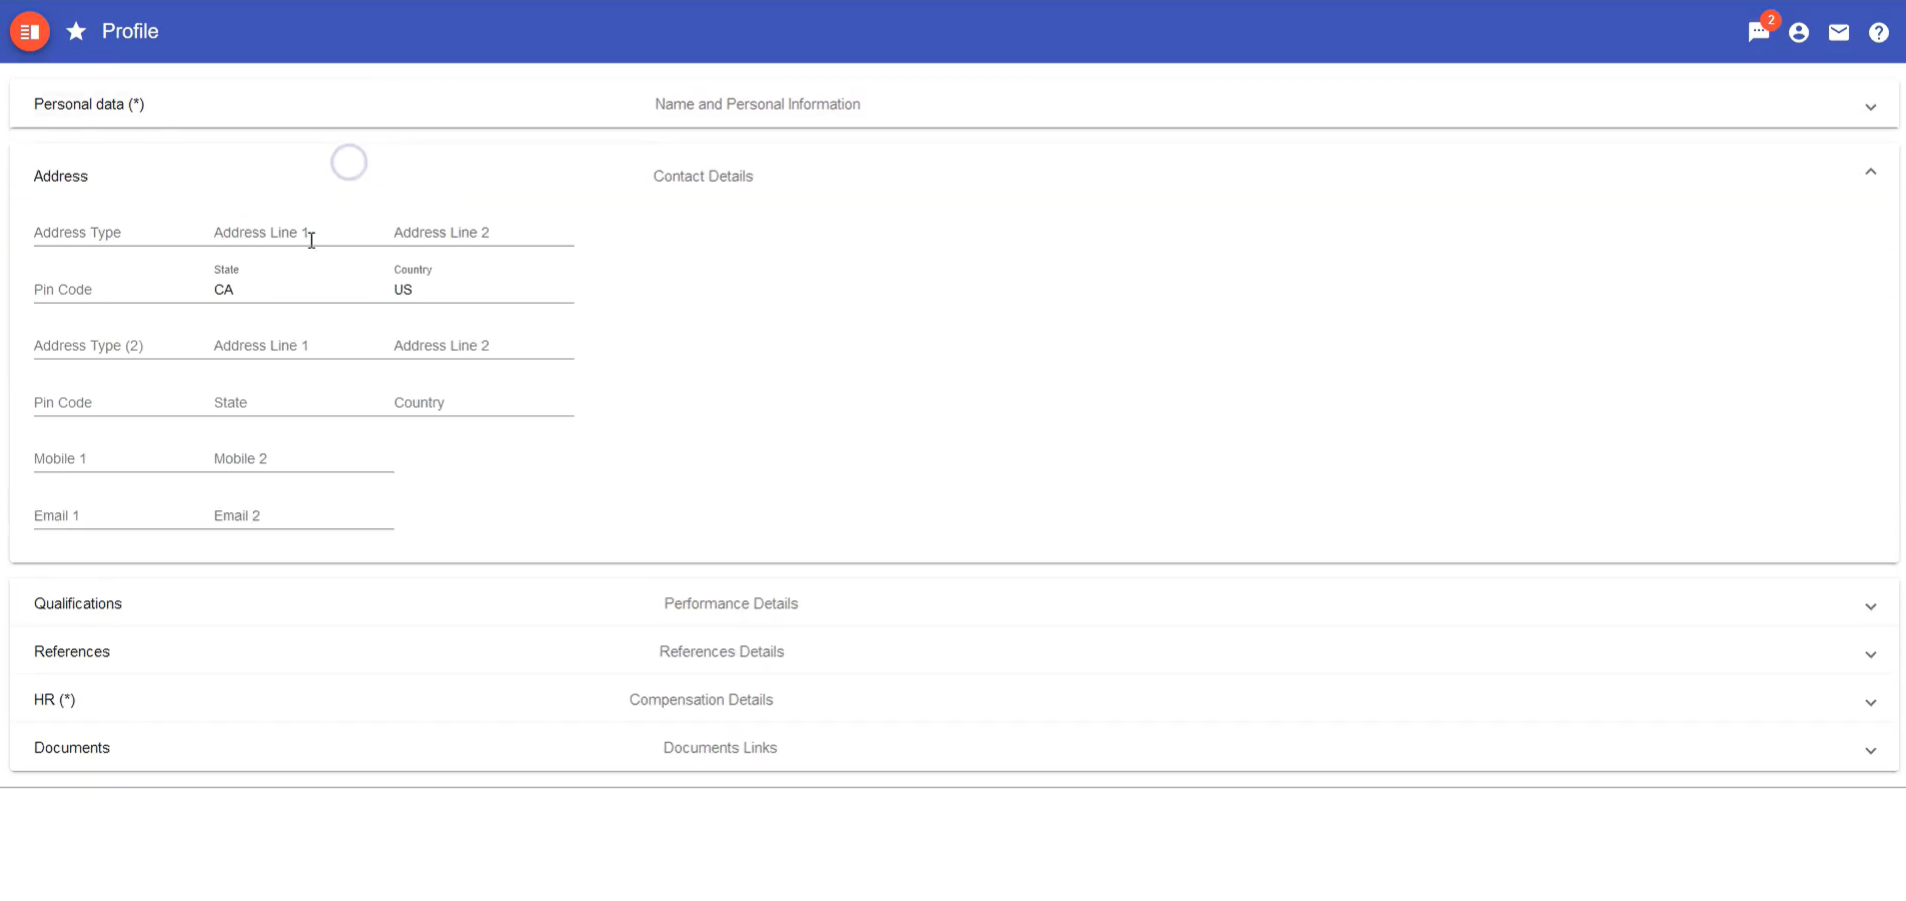 Profile
2
Personal data (*) Name and Personal Information
Address Contact Details
Address Type Address Line 1 Address Line 2
State Country
Pin Code CA US
Address Type (2) Address Line 1 Address Line 2
Pin Code State Country
Mobile 1 Mobile 2
Email 1 Email 2
Qualifications Performance Details
References References Details
HR (*) Compensation Details
Documents Documents Links